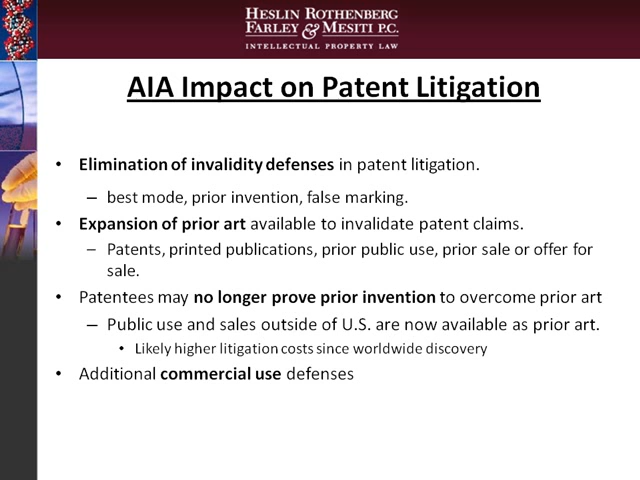 HESLIN ROTHENBERG
FARLEY & MESITI P.C.
INTELLECTUAL PROPERTY LAW
AIA Impact on Patent Litigation
• Elimination of invalidity defenses in patent litigation.
– best mode, prior invention, false marking.
• Expansion of prior art available to invalidate patent claims.
– Patents, printed publications, prior public use, prior sale or offer for
sale.
• Patentees may no longer prove prior invention to overcome prior art
– Public use and sales outside of U.S. are now available as prior art.
• Likely higher litigation costs since worldwide discovery
• Additional commercial use defenses